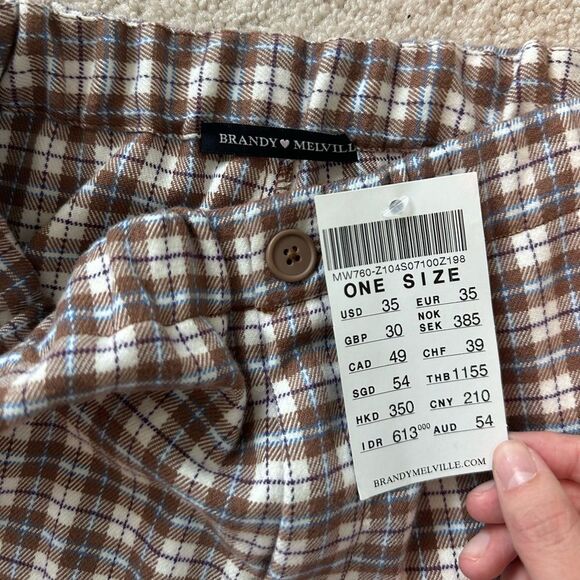 BRANDY♥MELVILLE
MW760-Z104S07100Z198
ONE SIZE
USD 35 EUR 35
GBP 30 NOK SEK 385
CAD 49 CHF 39
SGD 54 THB 1155
HKD 350 CNY 210
IDR 613000 AUD 54
BRANDYMELVILLE.COM